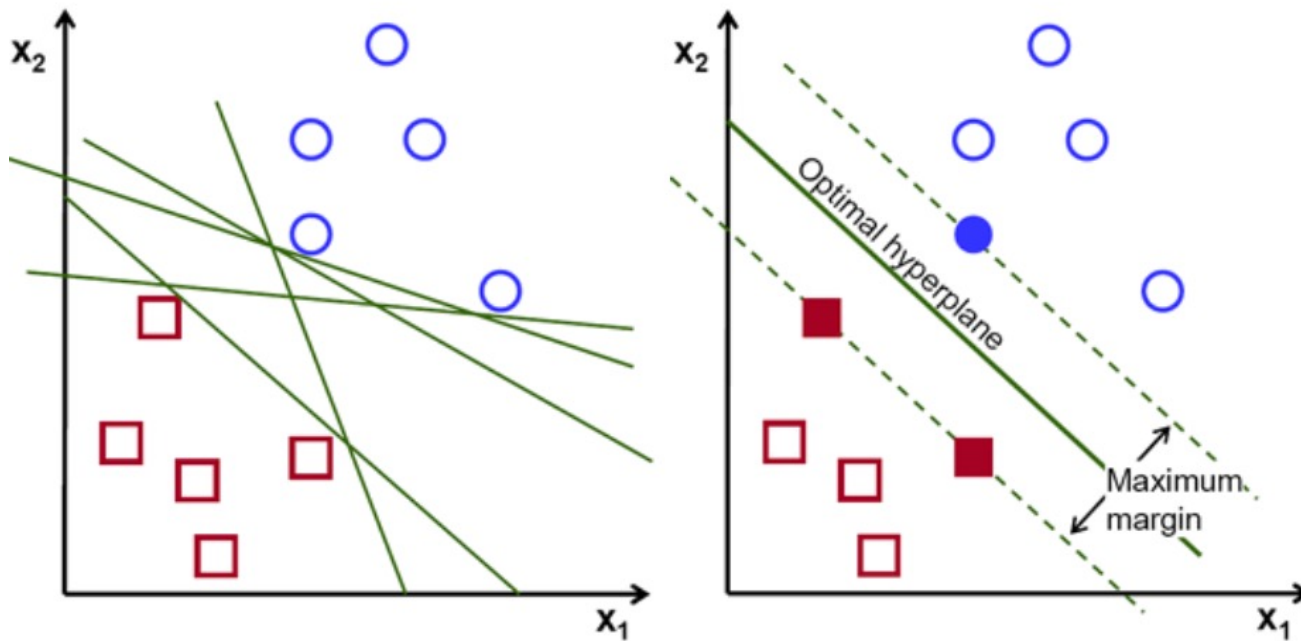 x₂
x₁
x₂
Optimal hyperplane
Maximum
margin
x₁